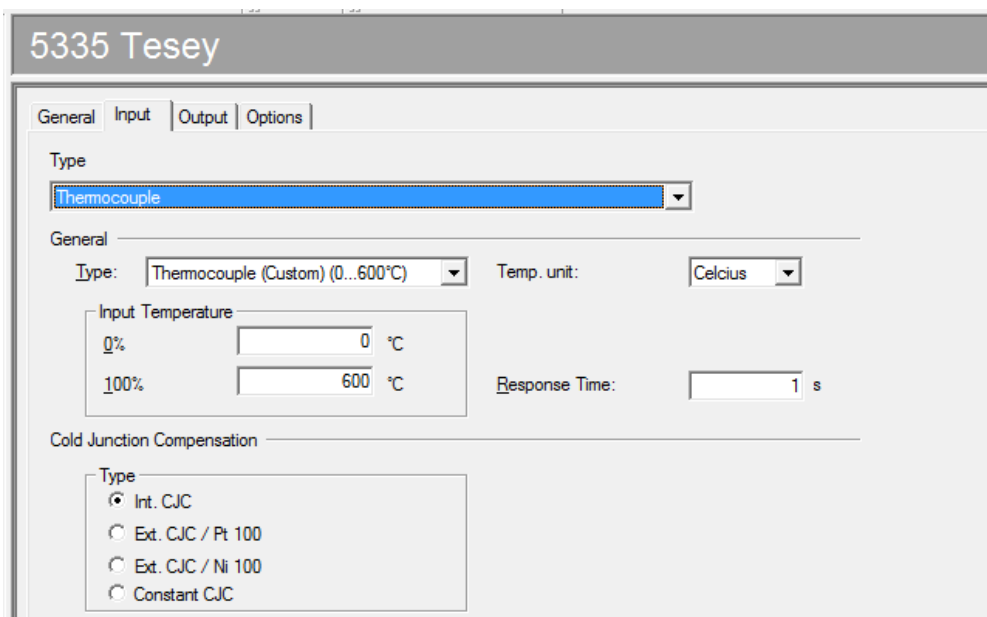 5335 Tesey
General Input Output Options
Type
Thermocouple
General
Type: Thermocouple (Custom) (0...600°C) Temp. unit: Celcius
Input Temperature
0% 0 °C
100% 600 °C Response Time: 1 s
Cold Junction Compensation
Type
Int. CJC
Ext. CJC / Pt 100
Ext. CJC / Ni 100
Constant CJC